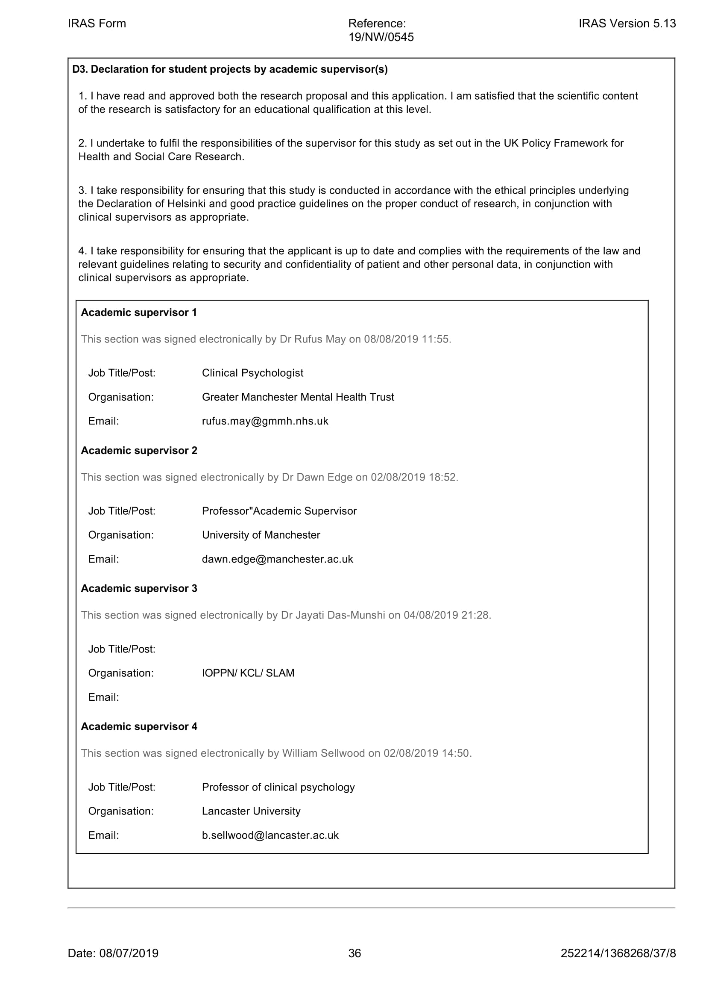 IRAS Form
Reference:
19/NW/0545
IRAS Version 5.13
D3. Declaration for student projects by academic supervisor(s)
1. I have read and approved both the research proposal and this application. I am satisfied that the scientific content
of the research is satisfactory for an educational qualification at this level.
2. I undertake to fulfil the responsibilities of the supervisor for this study as set out in the UK Policy Framework for
Health and Social Care Research.
3. I take responsibility for ensuring that this study is conducted in accordance with the ethical principles underlying
the Declaration of Helsinki and good practice guidelines on the proper conduct of research, in conjunction with
clinical supervisors as appropriate.
4. I take responsibility for ensuring that the applicant is up to date and complies with the requirements of the law and
relevant guidelines relating to security and confidentiality of patient and other personal data, in conjunction with
clinical supervisors as appropriate.
Academic supervisor 1
This section was signed electronically by Dr Rufus May on 08/08/2019 11:55.
Job Title/Post: Clinical Psychologist
Organisation: Greater Manchester Mental Health Trust
Email: rufus.may@gmmh.nhs.uk
Academic supervisor 2
This section was signed electronically by Dr Dawn Edge on 02/08/2019 18:52.
Job Title/Post: Professor"Academic Supervisor
Organisation: University of Manchester
Email: dawn.edge@manchester.ac.uk
Academic supervisor 3
This section was signed electronically by Dr Jayati Das-Munshi on 04/08/2019 21:28.
Job Title/Post:
Organisation: IOPPN/ KCL/ SLAM
Email:
Academic supervisor 4
This section was signed electronically by William Sellwood on 02/08/2019 14:50.
Job Title/Post: Professor of clinical psychology
Organisation: Lancaster University
Email: b.sellwood@lancaster.ac.uk
Date: 08/07/2019
36
252214/1368268/37/8